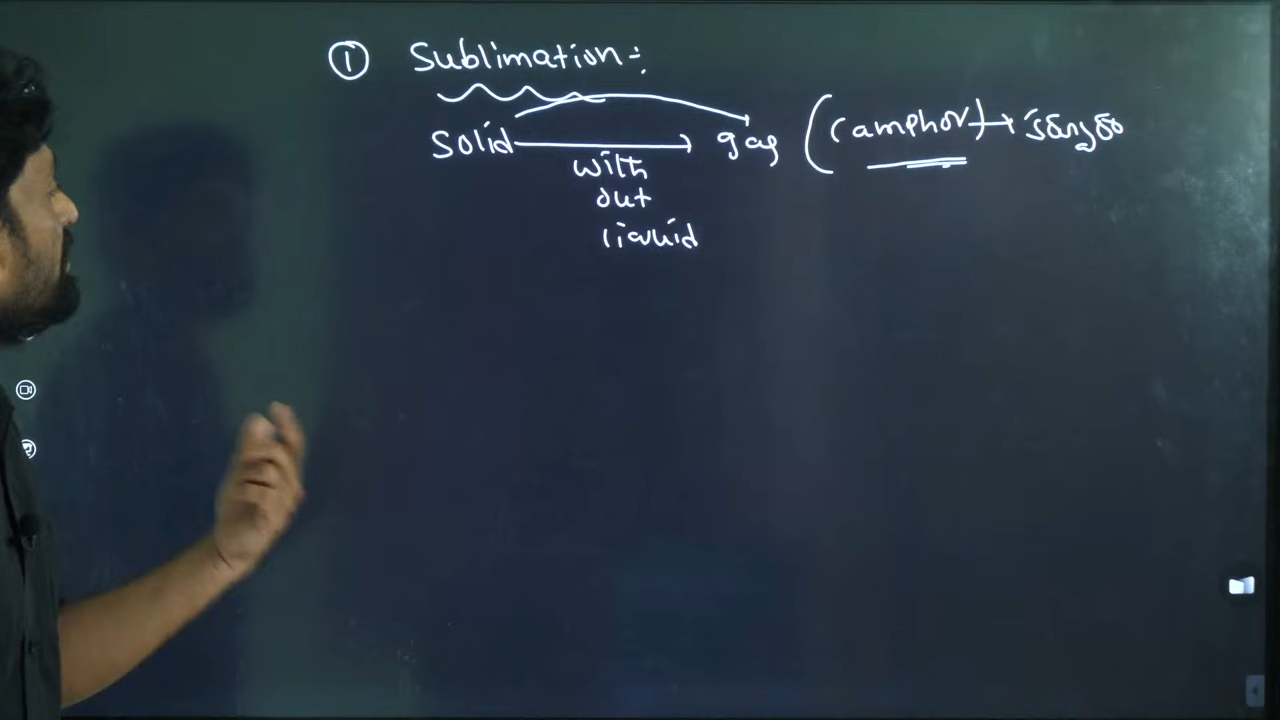 ① Sublimation:-
Solid → gas (Camphor) →
with
out
liquid